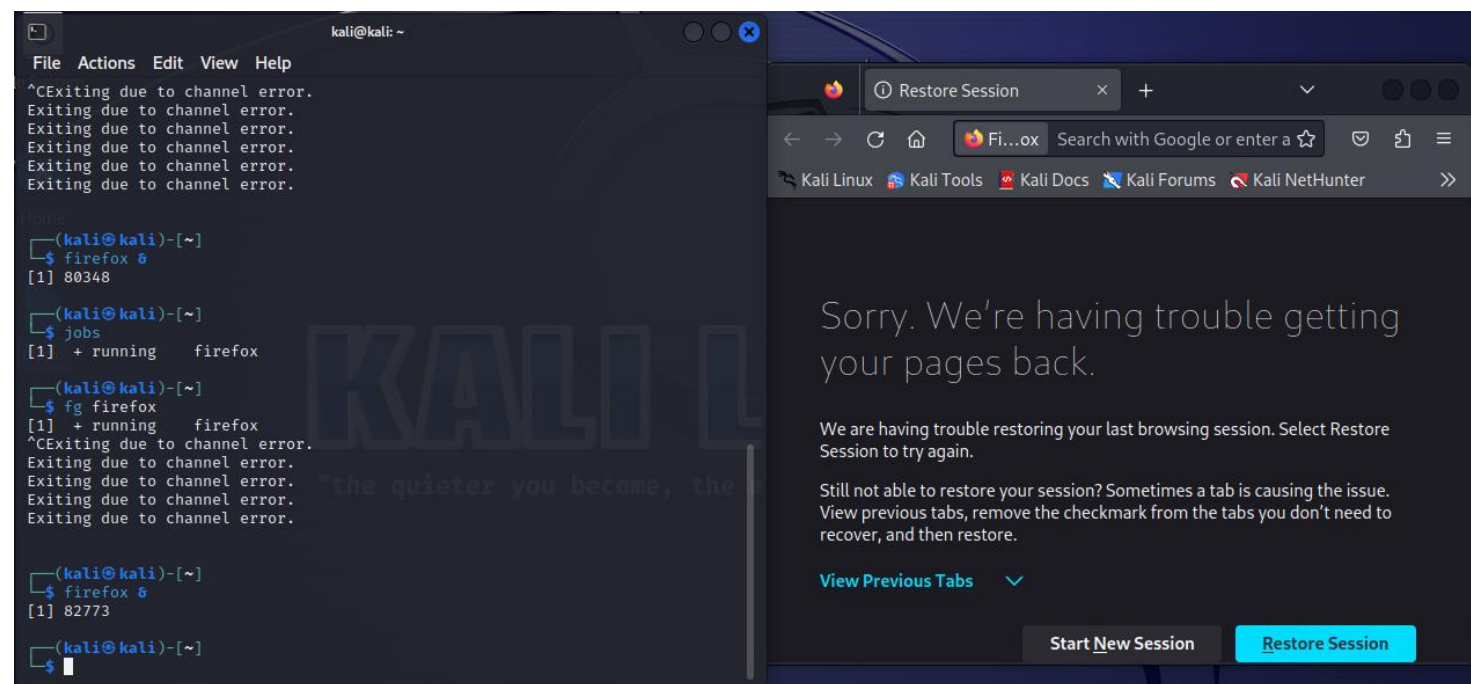 kali@kali: ~
File Actions Edit View Help
^CExiting due to channel error.
Exiting due to channel error.
Exiting due to channel error.
Exiting due to channel error.
Exiting due to channel error.
Exiting due to channel error.
Home
(kali㉿kali)-[~]
$ firefox &
[1] 80348
(kali㉿kali)-[~]
$ jobs
[1] + running firefox
(kali㉿kali)-[~]
$ fg firefox
[1] + running firefox
^CExiting due to channel error.
Exiting due to channel error.
Exiting due to channel error.
Exiting due to channel error.
Exiting due to channel error.
(kali㉿kali)-[~]
$ firefox &
[1] 82773
(kali㉿kali)-[~]
$
KALI L
"the quieter you become, the
Restore Session
Fi...ox Search with Google or enter a
Kali Linux Kali Tools Kali Docs Kali Forums Kali NetHunter
Sorry. We're having trouble getting
your pages back.
We are having trouble restoring your last browsing session. Select Restore
Session to try again.
Still not able to restore your session? Sometimes a tab is causing the issue.
View previous tabs, remove the checkmark from the tabs you don't need to
recover, and then restore.
View Previous Tabs
Start New Session Restore Session